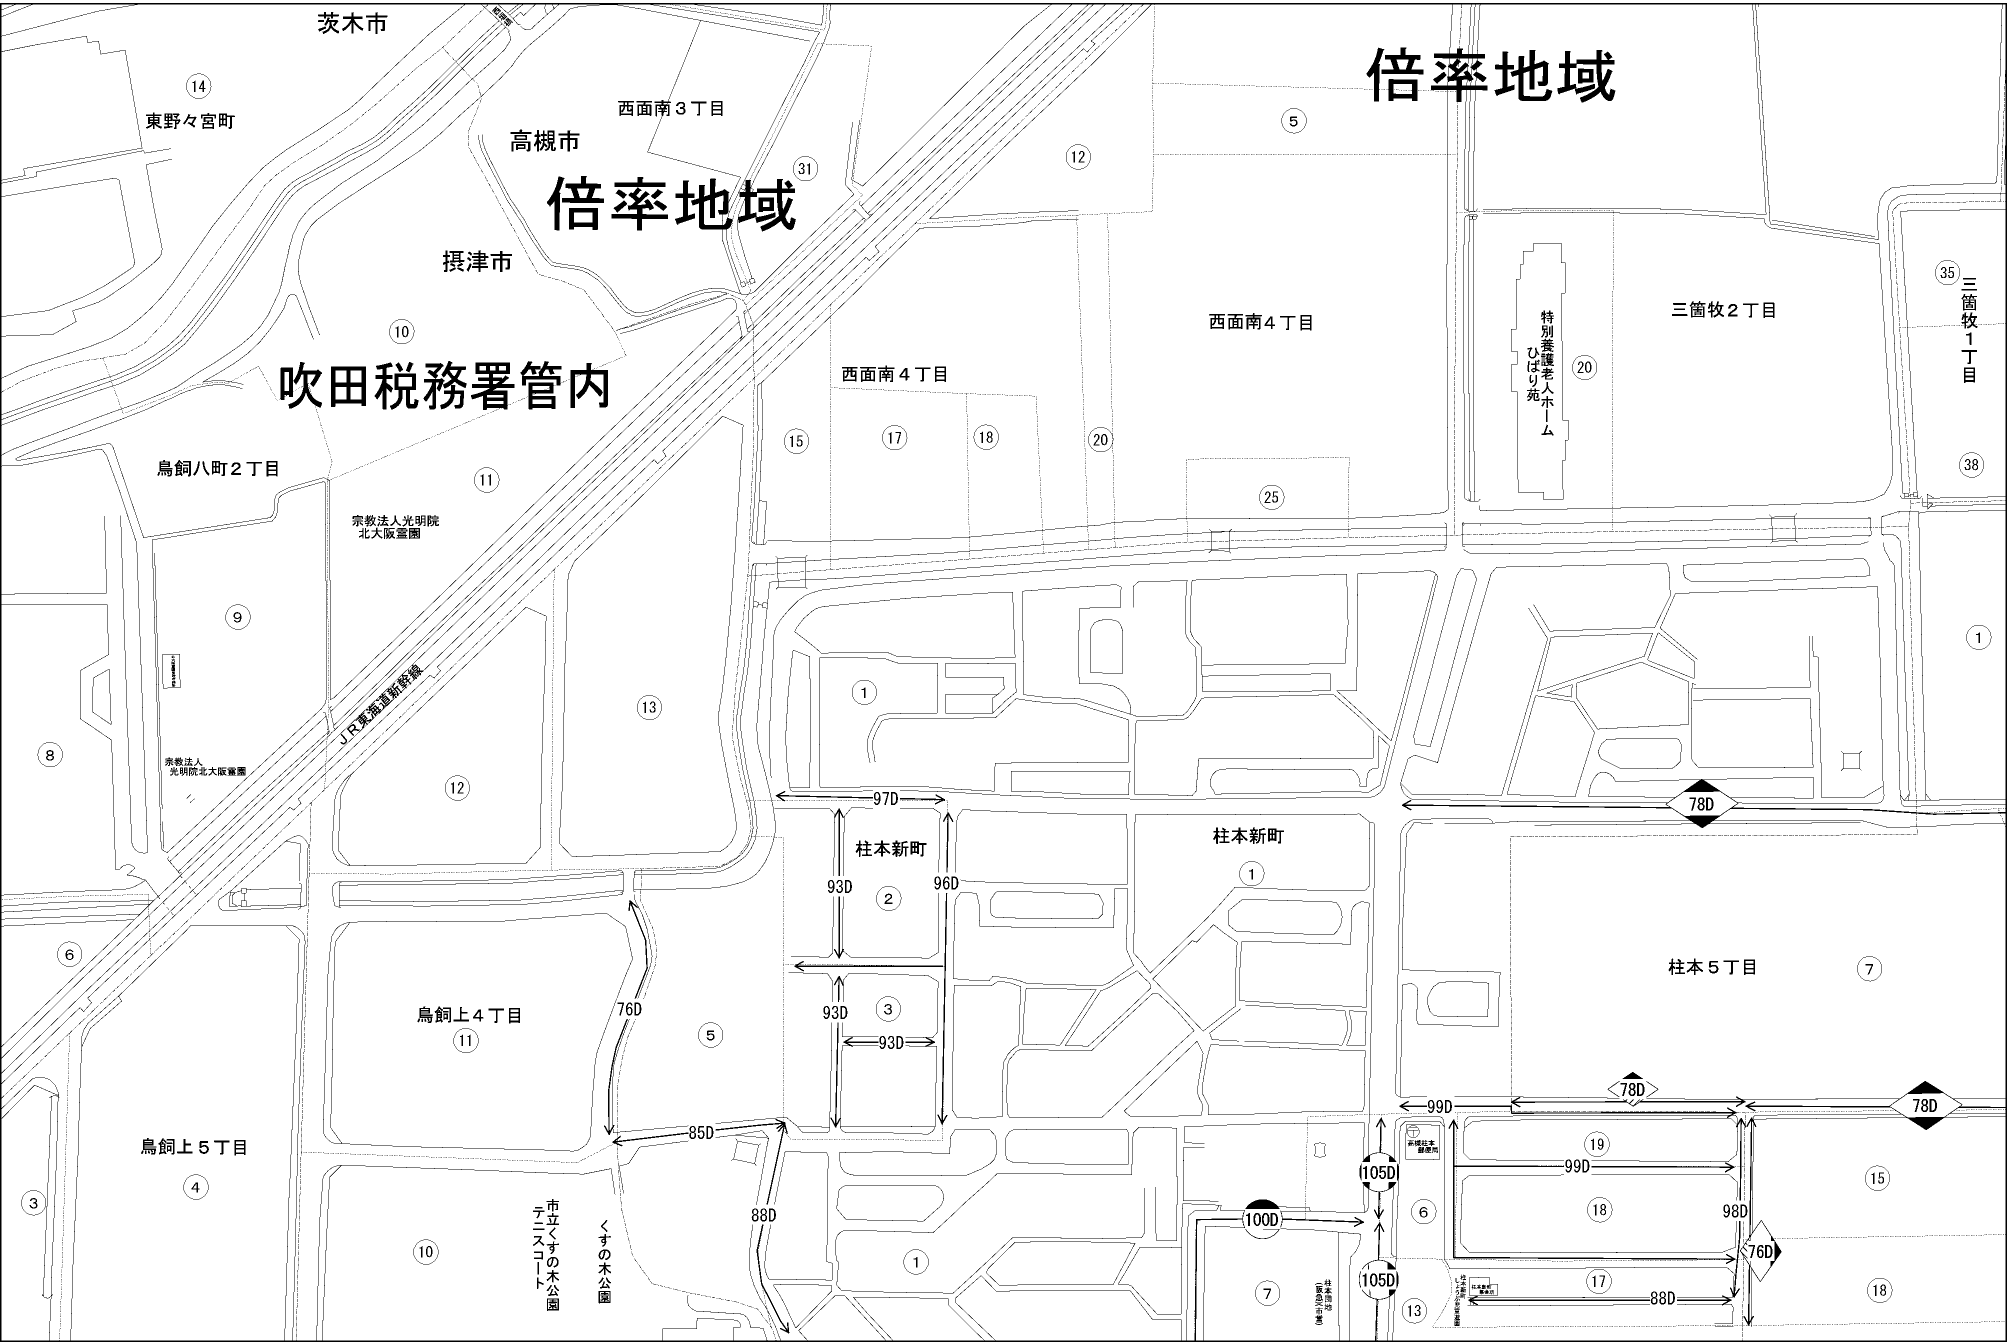 茨木市
14
東野々宮町
西面南3丁目
高槻市
倍率地域
31
摂津市
10
吹田税務署管内
倍率地域
5
12
西面南4丁目
三箇牧2丁目
35
三箇牧1丁目
特別養護老人ホーム
ひばり苑
20
西面南4丁目
15
17
18
20
25
38
鳥飼八町2丁目
11
宗教法人光明院
北大阪霊園
9
1
8
宗教法人
光明院北大阪霊園
JR東海道新幹線
13
12
1
97D
78D
柱本新町
93D
2
96D
柱本新町
1
6
76D
5
93D
3
93D
柱本5丁目
7
鳥飼上4丁目
11
85D
99D
78D
78D
鳥飼上5丁目
4
3
高槻柱本
郵便局
19
99D
15
105D
6
18
98D
76D
88D
100D
市立くすの木公園
テニスコート
くすの木公園
10
1
7
105D
13
17
88D
18
柱本団地